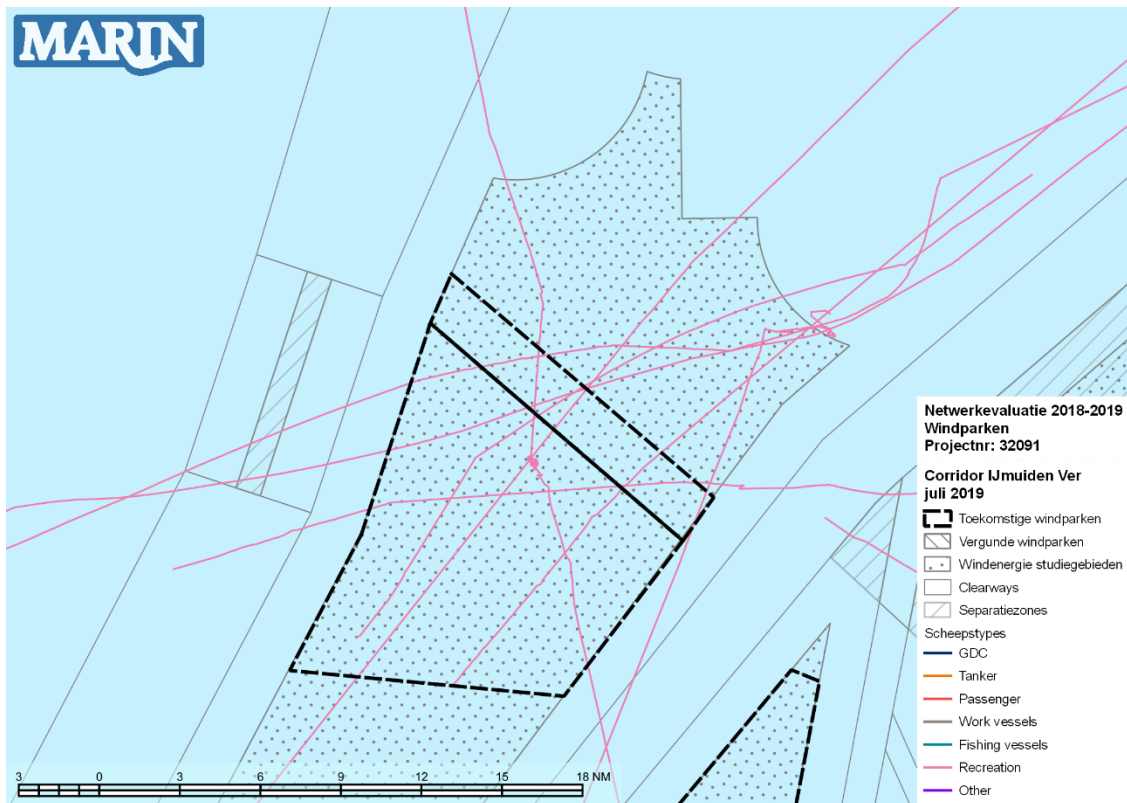 MARIN
Netwerkevaluatie 2018-2019
Windparken
Projectnr: 32091
Corridor IJmuiden Ver
juli 2019
Toekomstige windparken
Vergunde windparken
Windenergie studiegebieden
Clearways
Separatiezones
Scheepstypes
GDC
Tanker
Passenger
Work vessels
Fishing vessels
Recreation
Other
3 0 3 6 9 12 15 18 NM